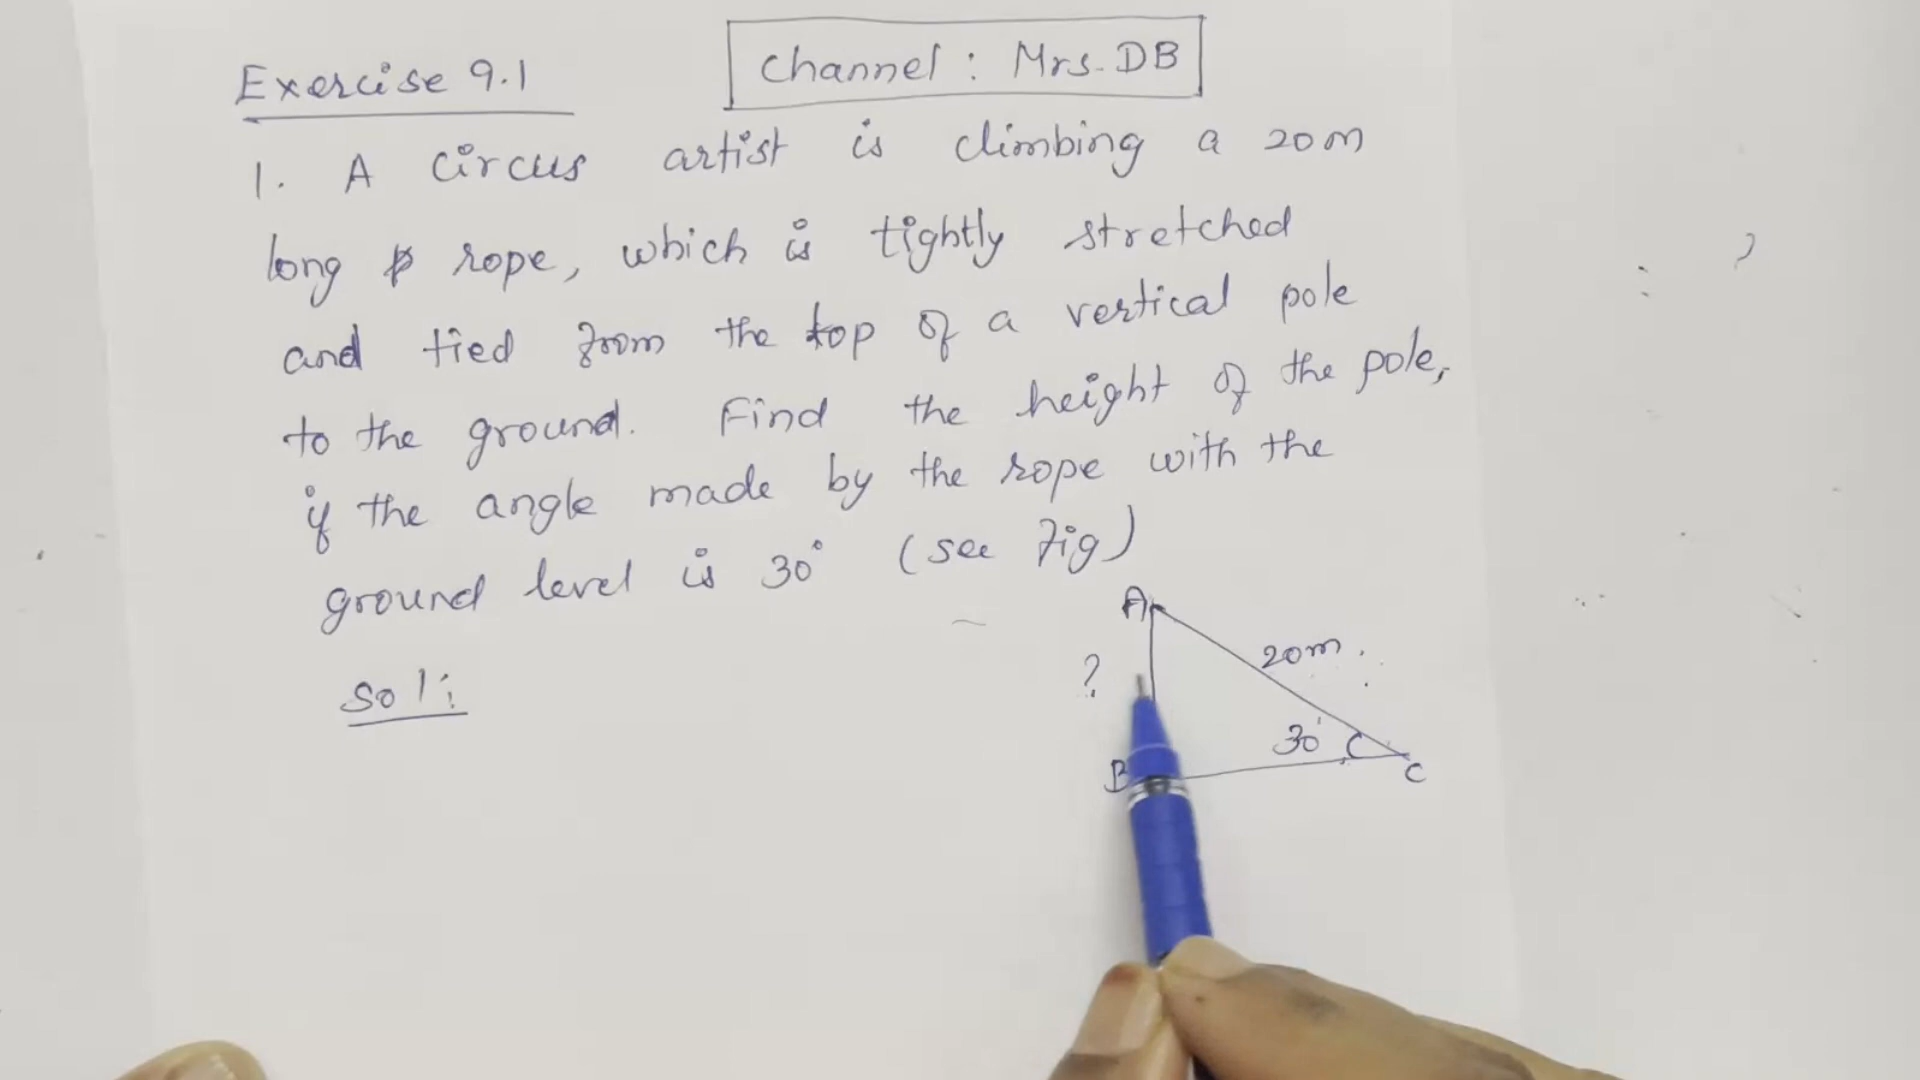 Exercise 9.1
Channel: Mrs. DB
1. A circus artist is climbing a 20m
long rope, which is tightly stretched
and tied from the top of a vertical pole
to the ground. Find the height of the pole,
if the angle made by the rope with the
ground level is 30° (see Fig)
Sol:
A
20m.
?
30°
B
C